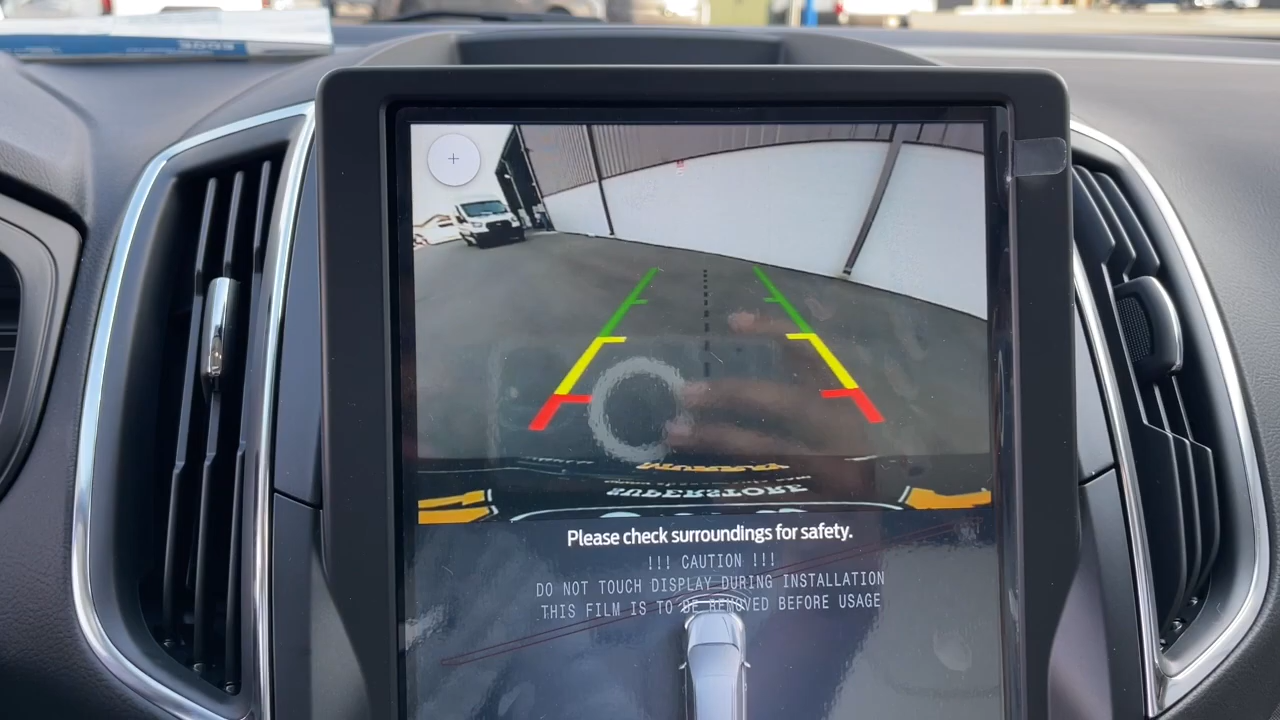 Please check surroundings for safety.
!!! CAUTION !!!
DO NOT TOUCH DISPLAY DURING INSTALLATION
THIS FILM IS TO BE REMOVED BEFORE USAGE
SUPERSTORE
MURRAY